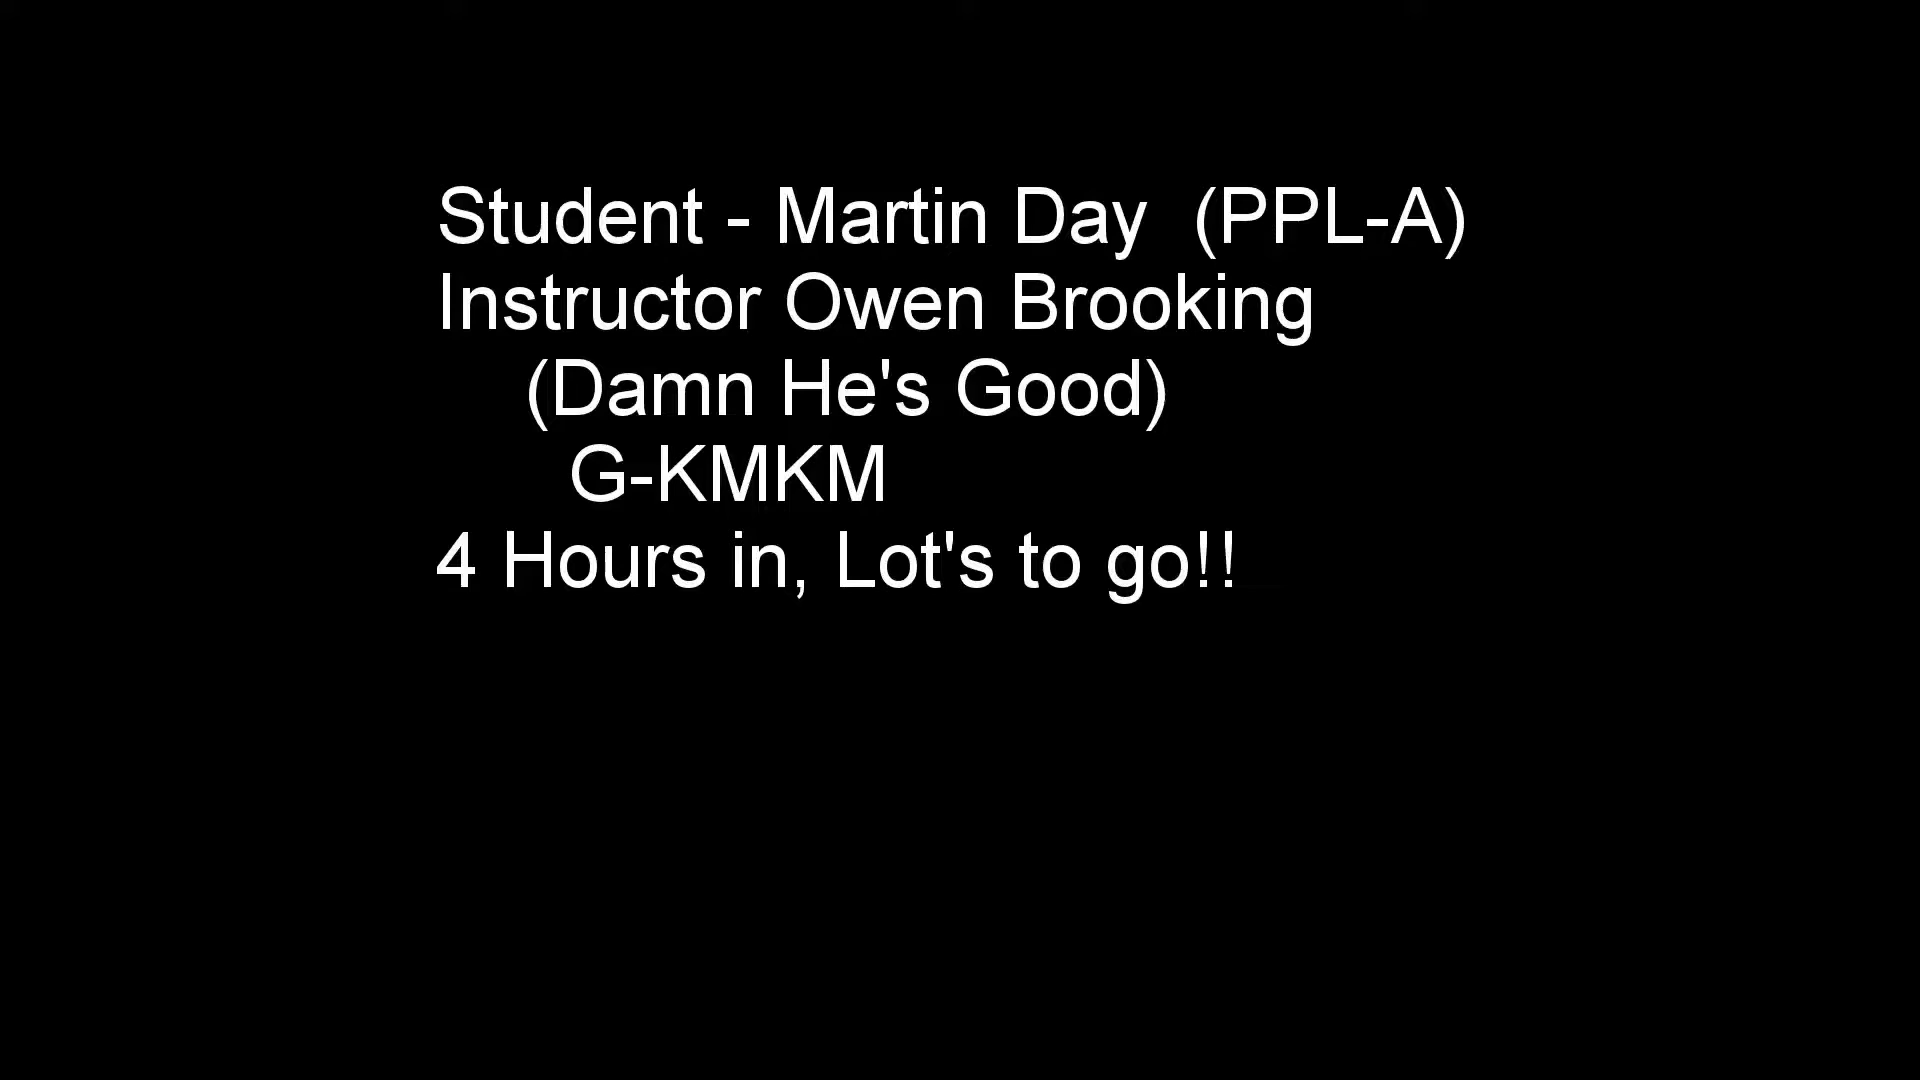 Student - Martin Day  (PPL-A)
Instructor Owen Brooking
(Damn He's Good)
G-KMKM
4 Hours in, Lot's to go!!